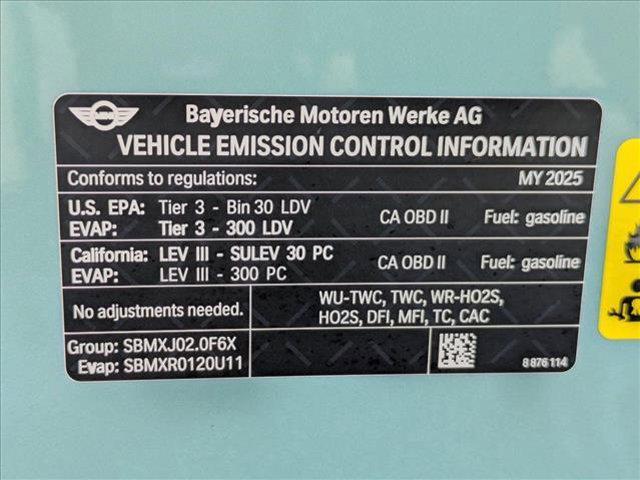 MINI
Bayerische Motoren Werke AG
VEHICLE EMISSION CONTROL INFORMATION
Conforms to regulations: MY 2025
U.S. EPA: Tier 3 - Bin 30 LDV CA OBD II Fuel: gasoline
EVAP: Tier 3 - 300 LDV
California: LEV III - SULEV 30 PC CA OBD II Fuel: gasoline
EVAP: LEV III - 300 PC
No adjustments needed.
WU-TWC, TWC, WR-HO2S,
HO2S, DFI, MFI, TC, CAC
Group: SBMXJ02.0F6X
Evap: SBMXR0120U11
8 876 114